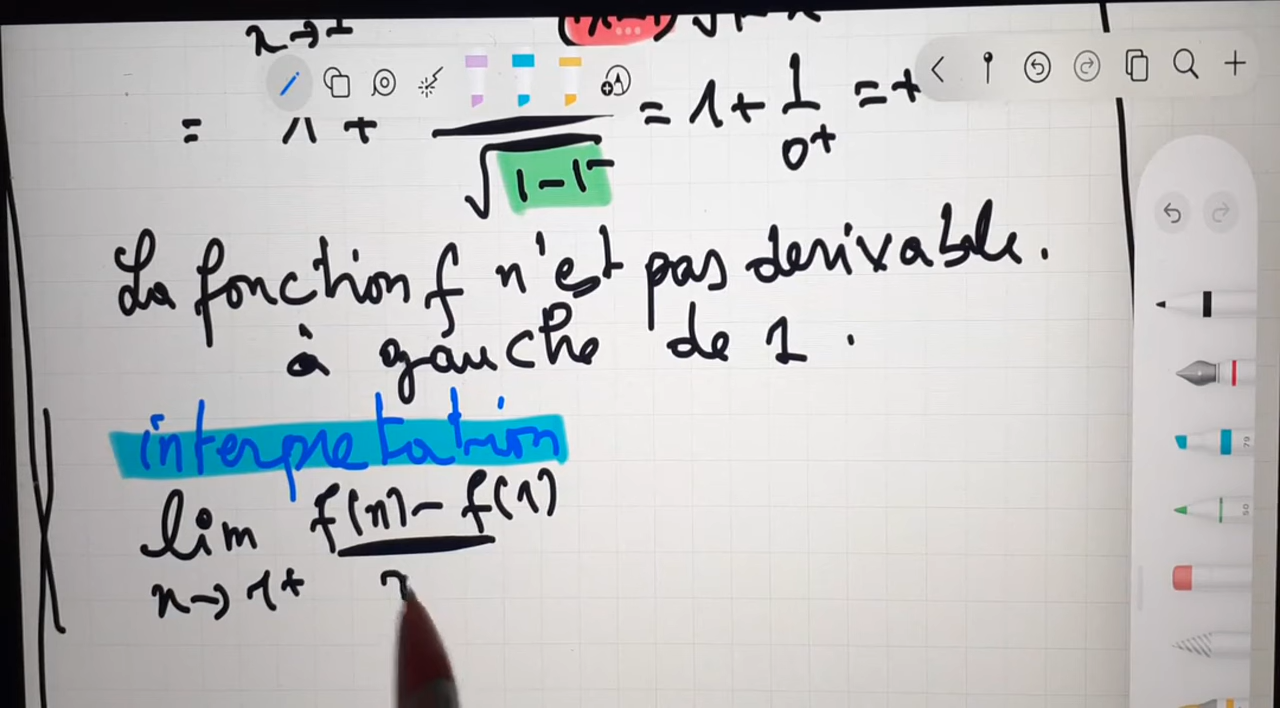 x→1
= 1 + 1/√(1-1⁻) = 1 + 1/0⁺ = +
La fonction f n'est pas derivable.
à gauche de 1 .
interpretation
lim f(x) - f(1)
x→1+ x